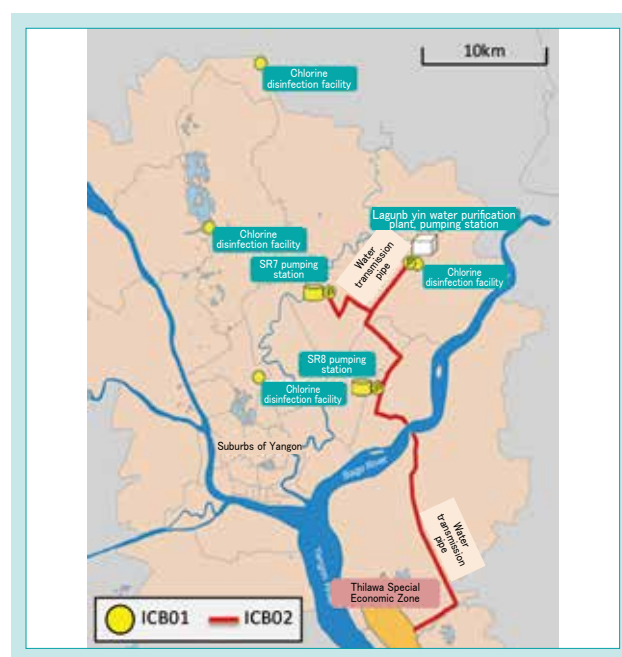 10km
Chlorine
disinfection facility
Lagunb yin water purification
plant, pumping station
Chlorine
disinfection facility
Water
transmission
pipe
SR7 pumping
station
Chlorine
disinfection facility
SR8 pumping
station
Chlorine
disinfection facility
Suburbs of Yangon
Bago River
Water
transmission
pipe
Yangon
Thilawa Special
Economic Zone
ICB01
ICB02